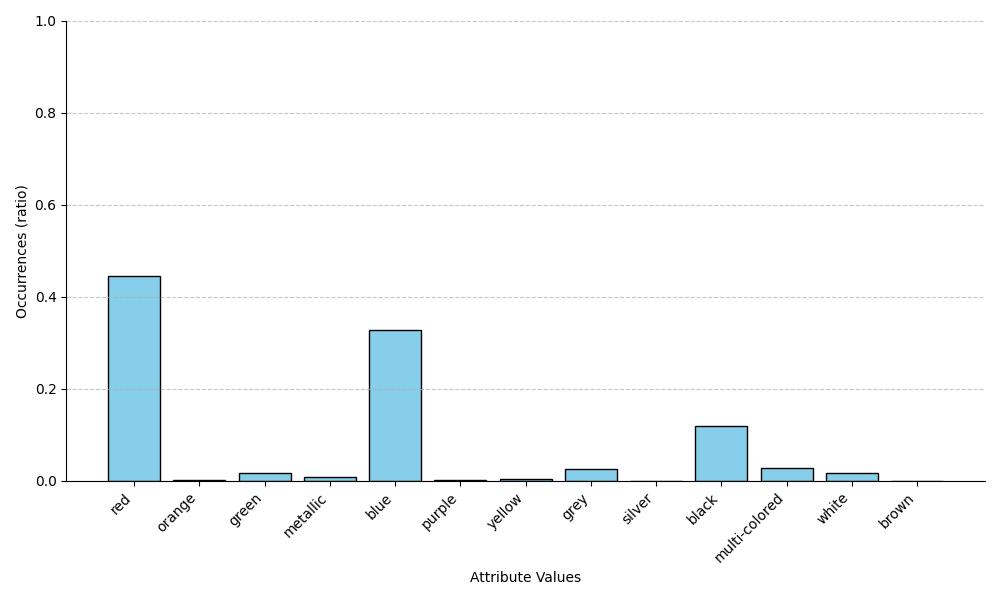 1.0
0.8
0.6
0.4
0.2
0.0
Occurrences (ratio)
red
orange
green
metallic
blue
purple
yellow
grey
silver
black
multi-colored
white
brown
Attribute Values